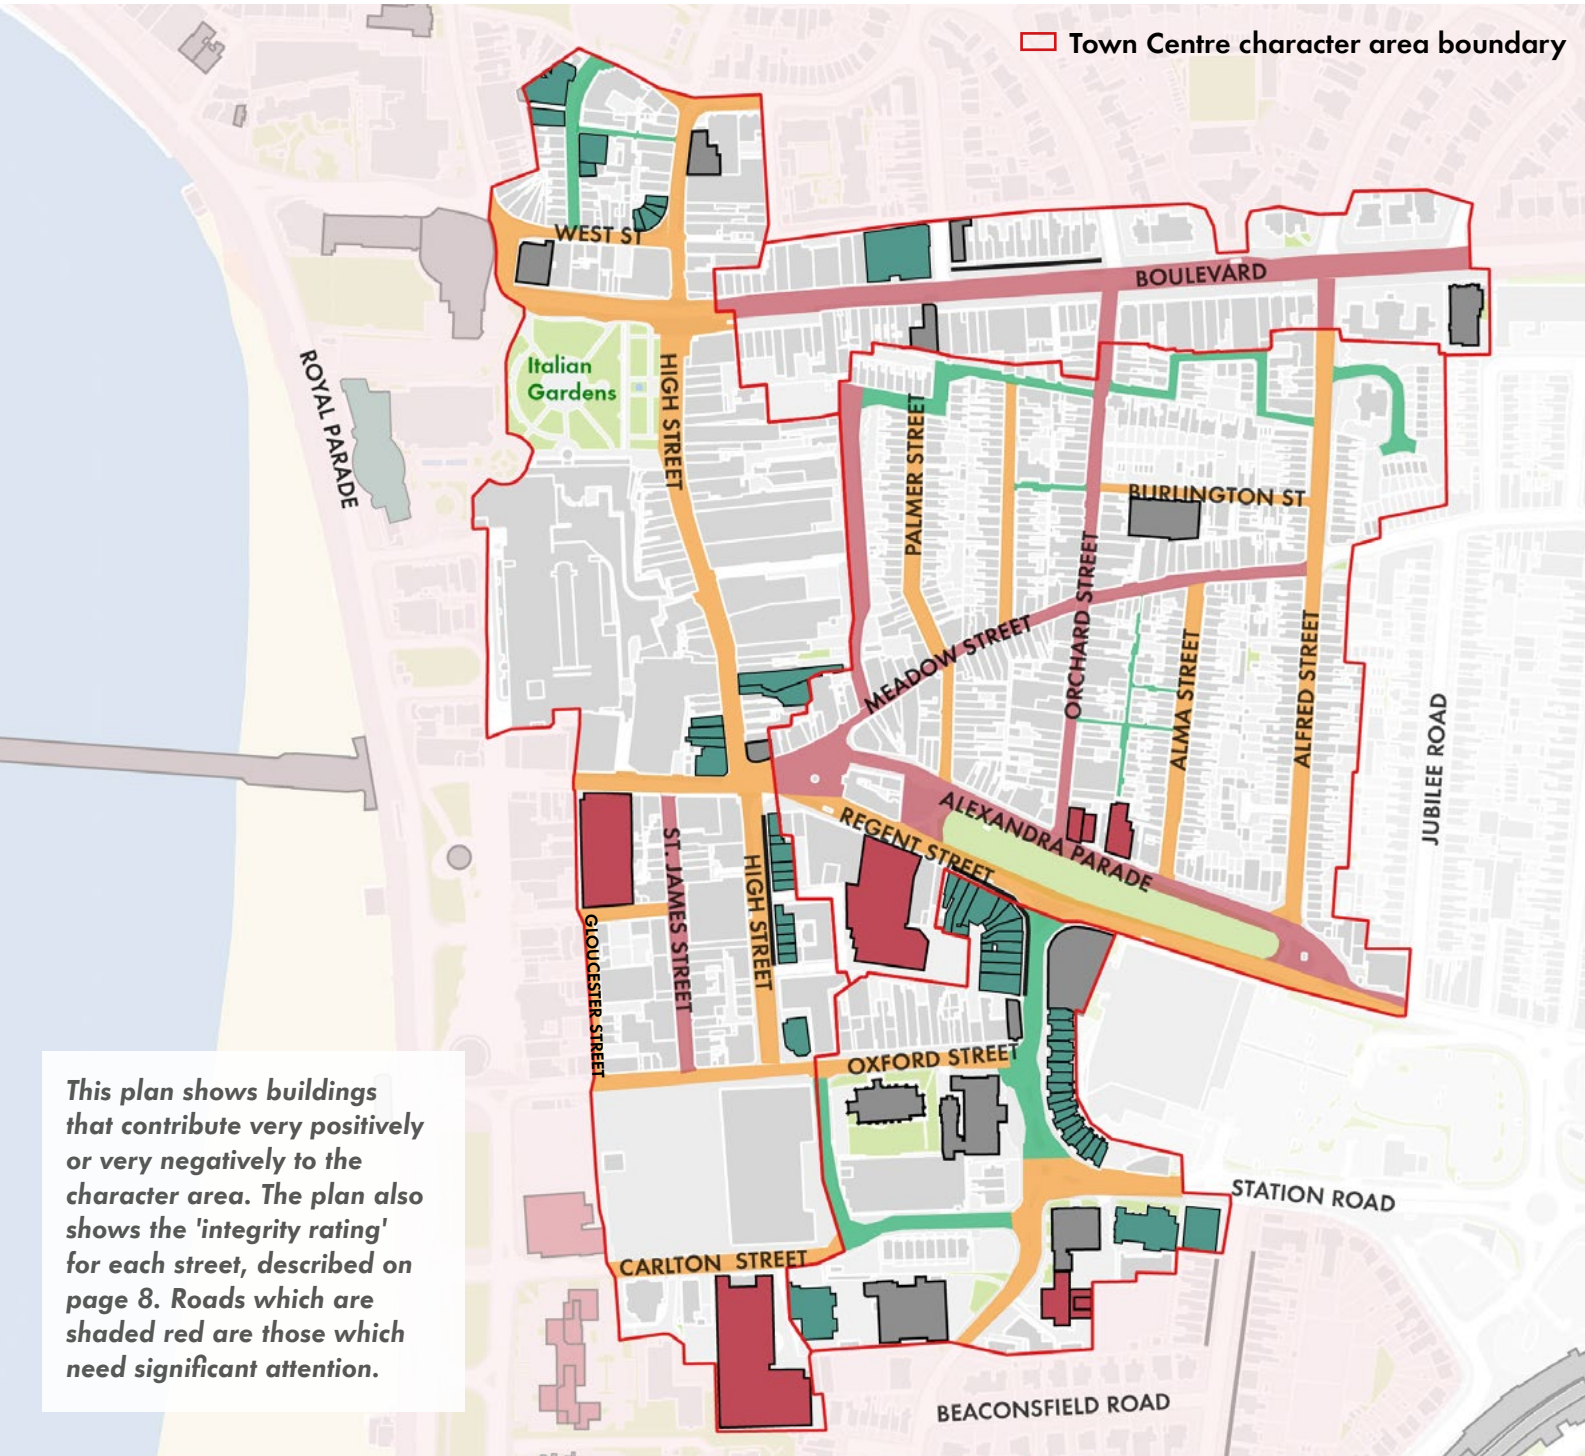 Town Centre character area boundary
WEST ST
BOULEVARD
Italian
Gardens
ROYAL PARADE
HIGH STREET
PALMER STREET
BURLINGTON ST
ORCHARD STREET
MEADOW STREET
ALMA STREET
ALFRED STREET
JUBILEE ROAD
ALEXANDRA PARADE
REGENT STREET
ST. JAMES STREET
HIGH STREET
GLOUCESTER STREET
OXFORD STREET
This plan shows buildings
that contribute very positively
or very negatively to the
character area. The plan also
shows the 'integrity rating'
for each street, described on
page 8. Roads which are
shaded red are those which
need significant attention.
STATION ROAD
CARLTON STREET
BEACONSFIELD ROAD